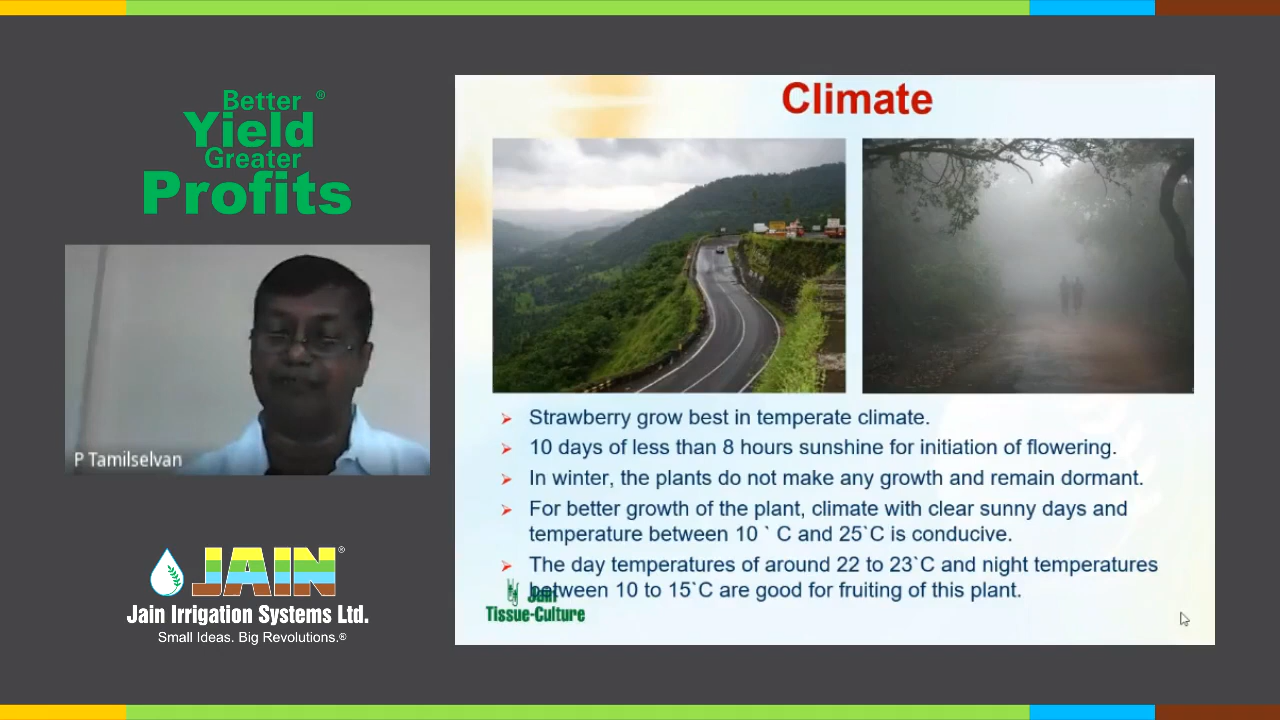 Better ®
Yield
Greater
Profits
P Tamilselvan
JAIN®
Jain Irrigation Systems Ltd.
Small Ideas. Big Revolutions.®
Climate
➢ Strawberry grow best in temperate climate.
➢ 10 days of less than 8 hours sunshine for initiation of flowering.
➢ In winter, the plants do not make any growth and remain dormant.
➢ For better growth of the plant, climate with clear sunny days and
temperature between 10 ` C and 25`C is conducive.
➢ The day temperatures of around 22 to 23`C and night temperatures
between 10 to 15`C are good for fruiting of this plant.
Jain
Tissue-Culture